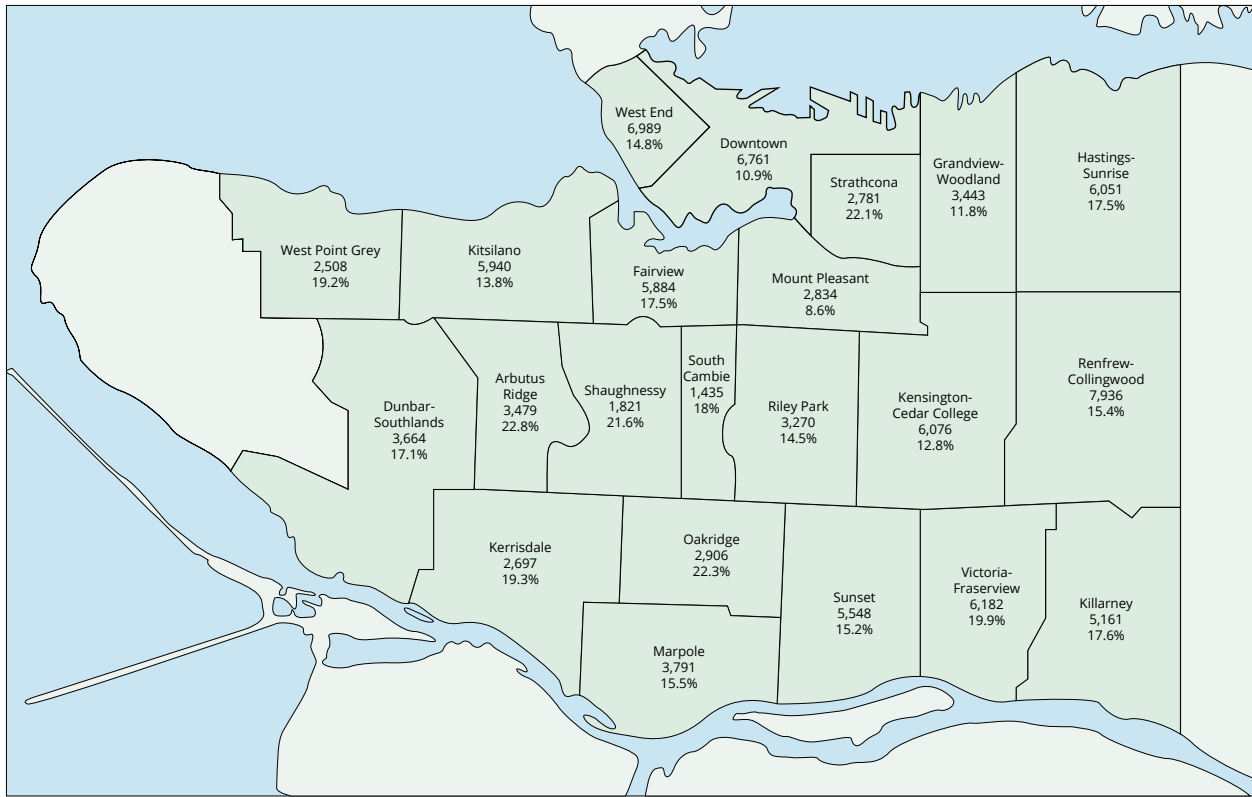 West End
6,989
14.8%
Downtown
6,761
10.9%
Strathcona
2,781
22.1%
Grandview-
Woodland
3,443
11.8%
Hastings-
Sunrise
6,051
17.5%
West Point Grey
2,508
19.2%
Kitsilano
5,940
13.8%
Fairview
5,884
17.5%
Mount Pleasant
2,834
8.6%
Dunbar-
Southlands
3,664
17.1%
Arbutus
Ridge
3,479
22.8%
Shaughnessy
1,821
21.6%
South
Cambie
1,435
18%
Riley Park
3,270
14.5%
Kensington-
Cedar College
6,076
12.8%
Renfrew-
Collingwood
7,936
15.4%
Kerrisdale
2,697
19.3%
Oakridge
2,906
22.3%
Sunset
5,548
15.2%
Victoria-
Fraserview
6,182
19.9%
Killarney
5,161
17.6%
Marpole
3,791
15.5%